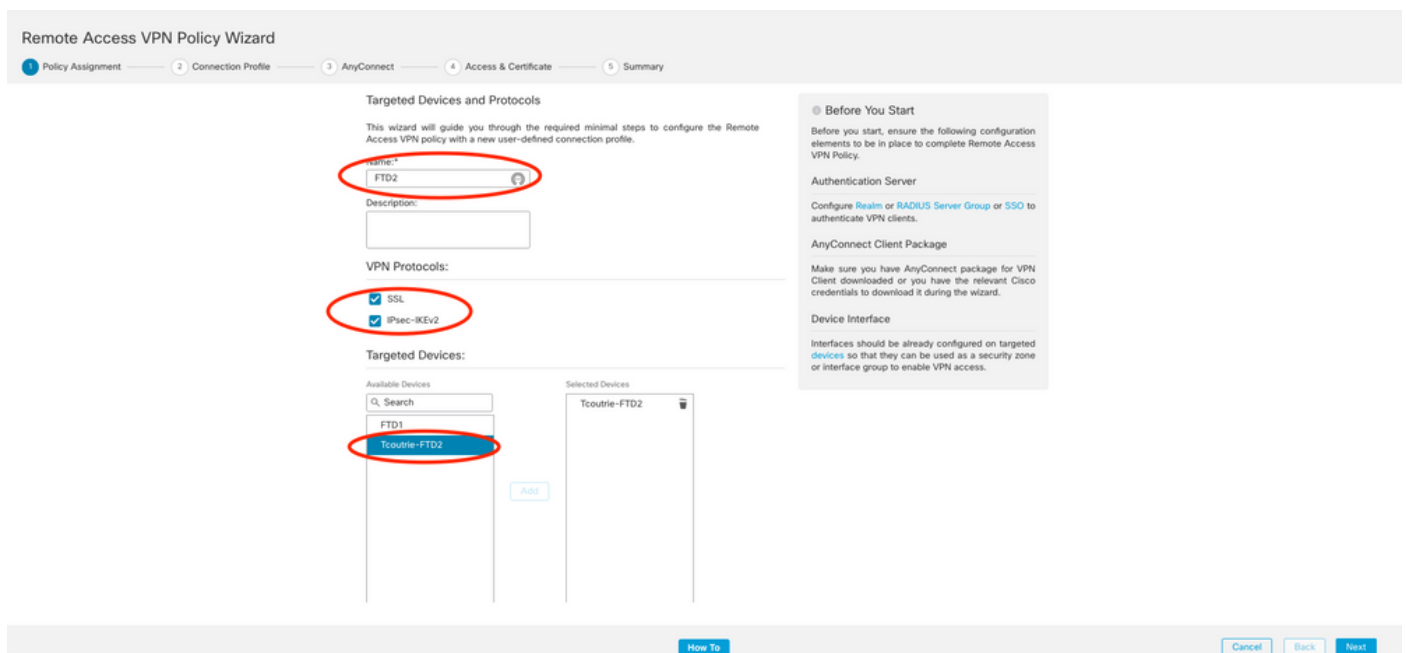 Remote Access VPN Policy Wizard
1 Policy Assignment 2 Connection Profile 3 AnyConnect 4 Access & Certificate 5 Summary
Targeted Devices and Protocols
This wizard will guide you through the required minimal steps to configure the Remote
Access VPN policy with a new user-defined connection profile.
Name:*
FTD2
Description:
VPN Protocols:
SSL
IPsec-IKEv2
Targeted Devices:
Available Devices
Search
FTD1
Tcoutrie-FTD2
Add
Selected Devices
Tcoutrie-FTD2
Before You Start
Before you start, ensure the following configuration
elements to be in place to complete Remote Access
VPN Policy.
Authentication Server
Configure Realm or RADIUS Server Group or SSO to
authenticate VPN clients.
AnyConnect Client Package
Make sure you have AnyConnect package for VPN
Client downloaded or you have the relevant Cisco
credentials to download it during the wizard.
Device Interface
Interfaces should be already configured on targeted
devices so that they can be used as a security zone
or interface group to enable VPN access.
How To
Cancel Back Next